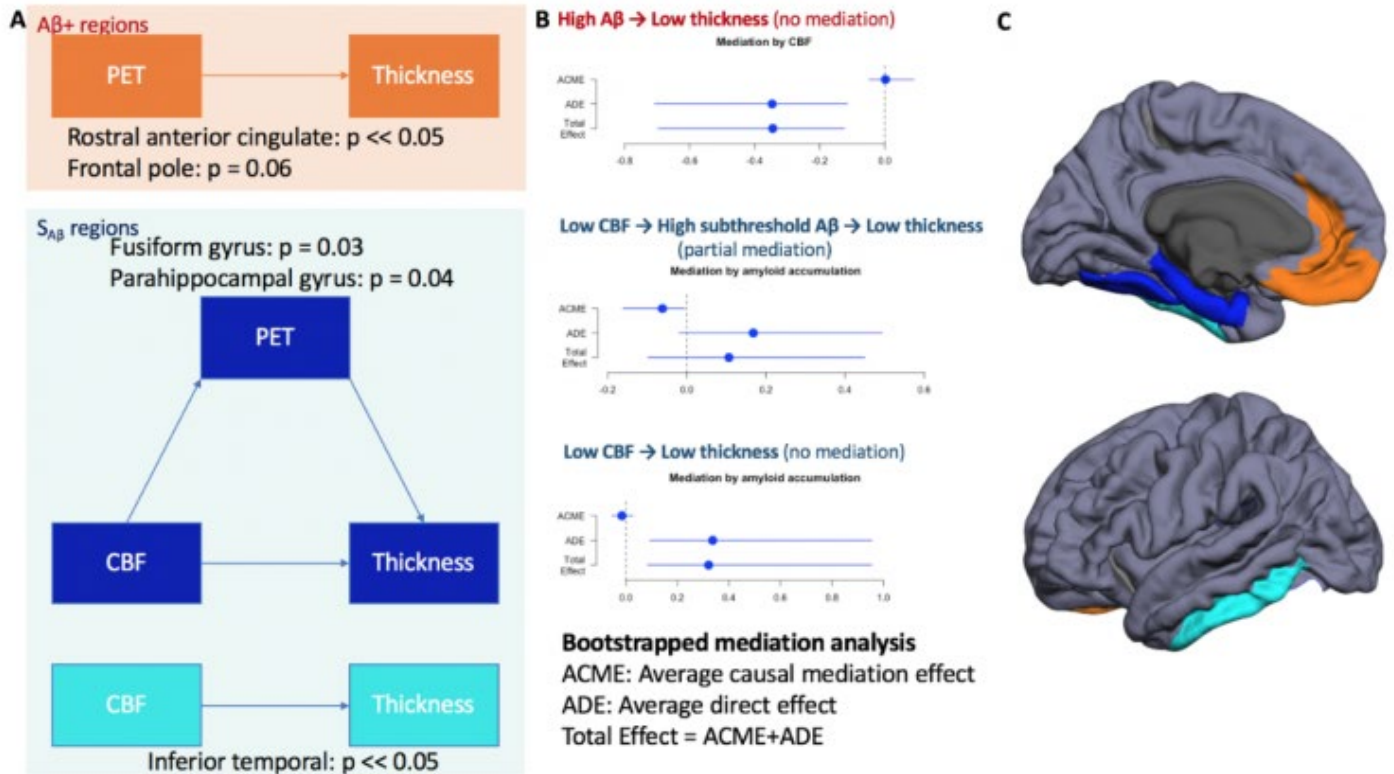 A
Aβ+ regions
PET
Thickness
Rostral anterior cingulate: p << 0.05
Frontal pole: p = 0.06
S_Aβ regions
Fusiform gyrus: p = 0.03
Parahippocampal gyrus: p = 0.04
PET
CBF
Thickness
CBF
Thickness
Inferior temporal: p << 0.05
B
High Aβ → Low thickness (no mediation)
Mediation by CBF
ACME
ADE
Total
Effect
-0.8
-0.6
-0.4
-0.2
0.0
Low CBF → High subthreshold Aβ → Low thickness
(partial mediation)
Mediation by amyloid accumulation
ACME
ADE
Total
Effect
-0.2
0.0
0.2
0.4
0.6
Low CBF → Low thickness (no mediation)
Mediation by amyloid accumulation
ACME
ADE
Total
Effect
0.0
0.2
0.4
0.6
0.8
1.0
Bootstrapped mediation analysis
ACME: Average causal mediation effect
ADE: Average direct effect
Total Effect = ACME+ADE
C